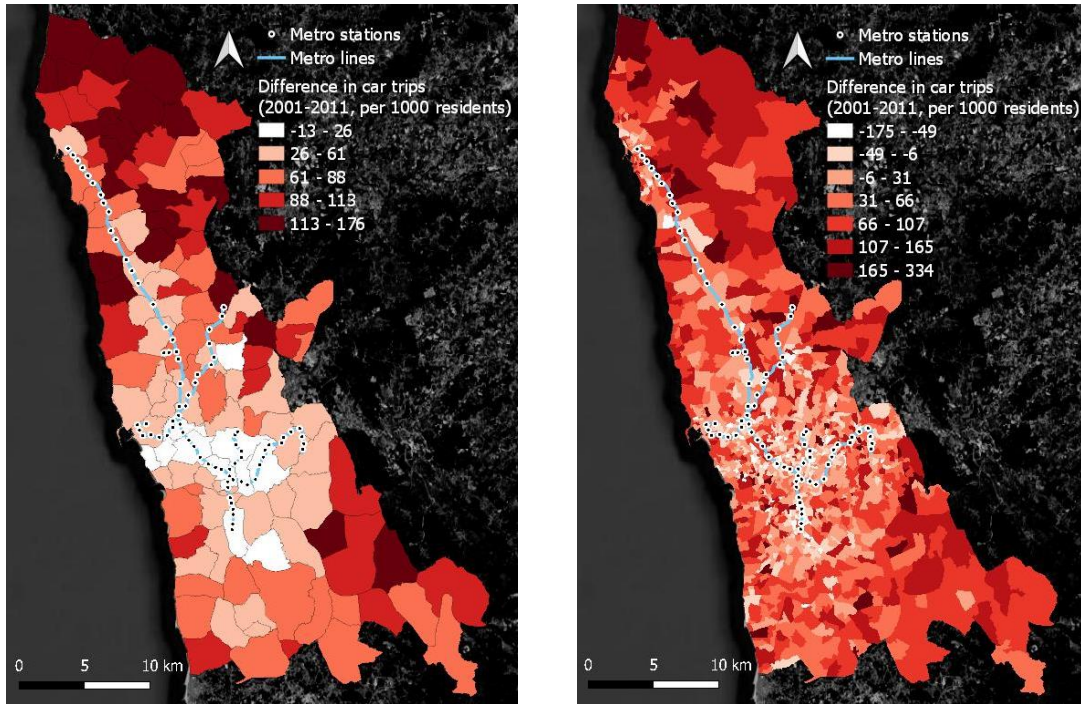 Metro stations
Metro lines
Difference in car trips
(2001-2011, per 1000 residents)
-13 - 26
26 - 61
61 - 88
88 - 113
113 - 176
0 5 10 km
Metro stations
Metro lines
Difference in car trips
(2001-2011, per 1000 residents)
-175 - -49
-49 - -6
-6 - 31
31 - 66
66 - 107
107 - 165
165 - 334
0 5 10 km